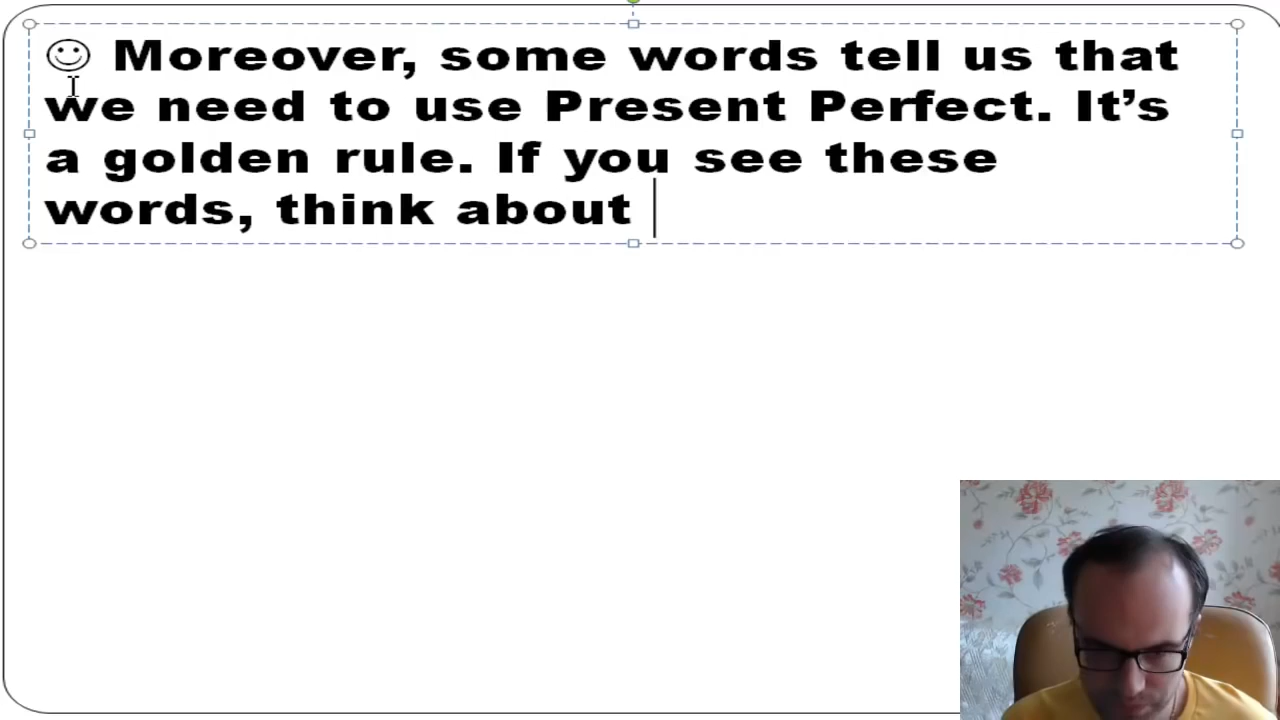 ☺ Moreover, some words tell us that
we need to use Present Perfect. It’s
a golden rule. If you see these
words, think about